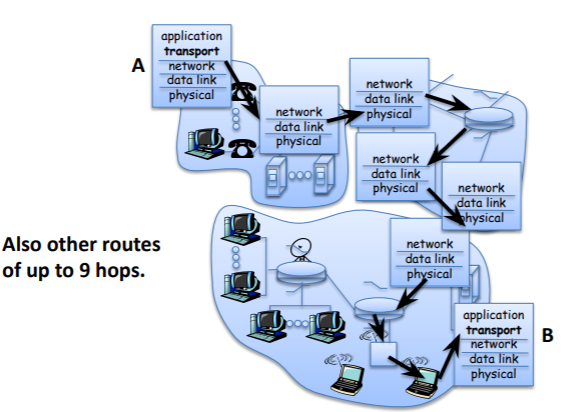 application
transport
network
data link
physical
A
network
data link
physical
network
data link
physical
network
data link
physical
network
data link
physical
Also other routes
of up to 9 hops.
network
data link
physical
application
transport
network
data link
physical
B